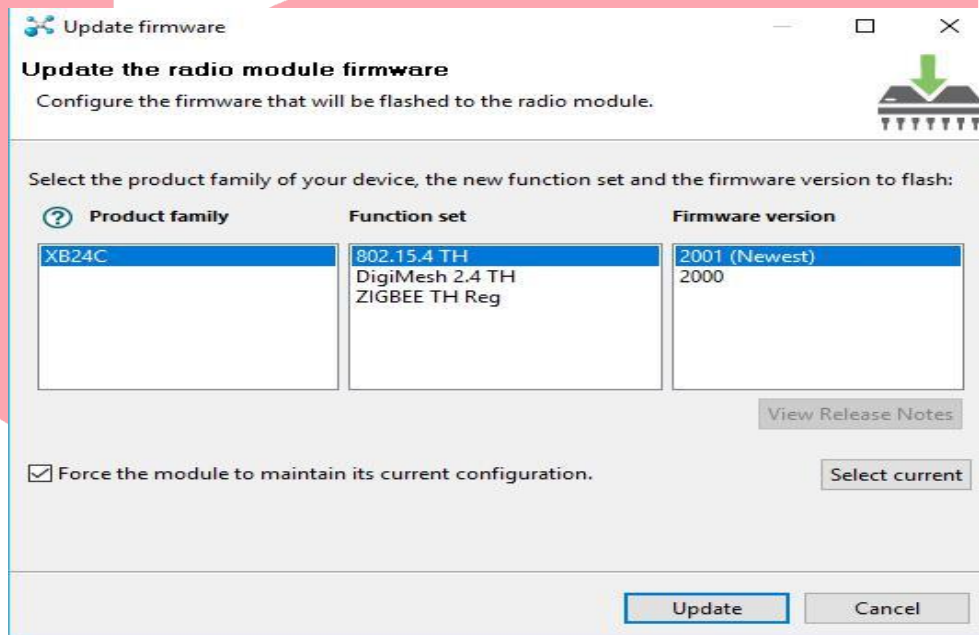 Update firmware
Update the radio module firmware
Configure the firmware that will be flashed to the radio module.
Select the product family of your device, the new function set and the firmware version to flash:
Product family Function set Firmware version
XB24C 802.15.4 TH 2001 (Newest)
DigiMesh 2.4 TH 2000
ZIGBEE TH Reg
View Release Notes
Force the module to maintain its current configuration. Select current
Update Cancel